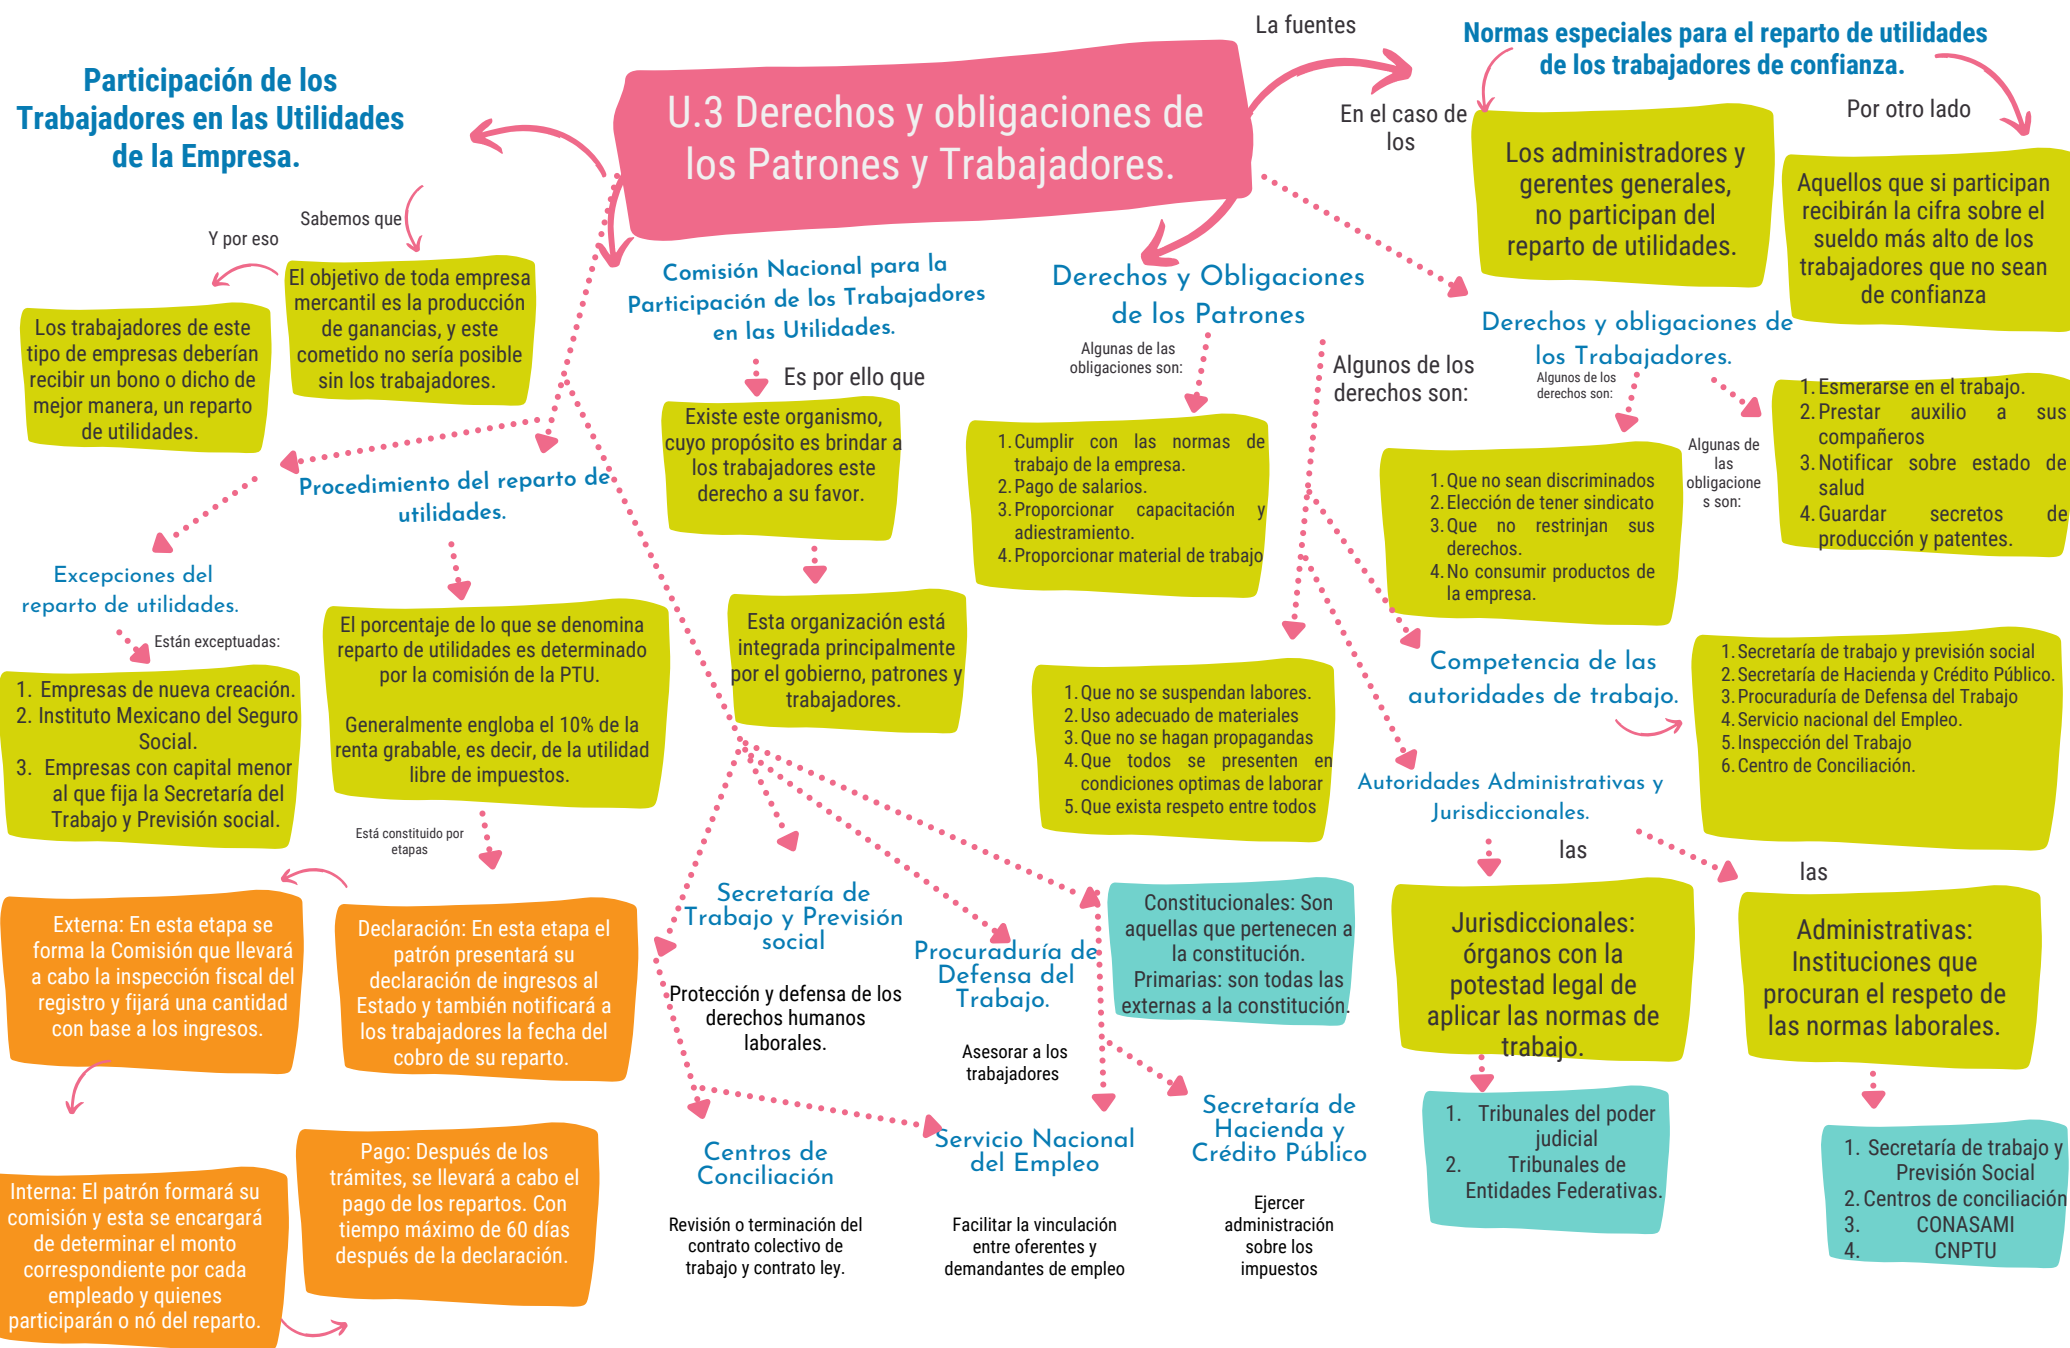 La fuentes
Normas especiales para el reparto de utilidades
de los trabajadores de confianza.
Participación de los
Trabajadores en las Utilidades
de la Empresa.
U.3 Derechos y obligaciones de
los Patrones y Trabajadores.
En el caso de
los
Por otro lado
Los administradores y
gerentes generales,
no participan del
reparto de utilidades.
Aquellos que si participan
recibirán la cifra sobre el
sueldo más alto de los
trabajadores que no sean
de confianza
Sabemos que
Y por eso
El objetivo de toda empresa
mercantil es la producción
de ganancias, y este
cometido no sería posible
sin los trabajadores.
Los trabajadores de este
tipo de empresas deberían
recibir un bono o dicho de
mejor manera, un reparto
de utilidades.
Comisión Nacional para la
Participación de los Trabajadores
en las Utilidades.
Es por ello que
Existe este organismo,
cuyo propósito es brindar a
los trabajadores este
derecho a su favor.
Esta organización está
integrada principalmente
por el gobierno, patrones y
trabajadores.
Derechos y Obligaciones
de los Patrones
Algunas de las
obligaciones son:
Algunos de los
derechos son:
1. Cumplir con las normas de
trabajo de la empresa.
2. Pago de salarios.
3. Proporcionar capacitación y
adiestramiento.
4. Proporcionar material de trabajo
1. Que no se suspendan labores.
2. Uso adecuado de materiales
3. Que no se hagan propagandas
4. Que todos se presenten en
condiciones optimas de laborar
5. Que exista respeto entre todos
Derechos y obligaciones de
los Trabajadores.
Algunos de los
derechos son:
1. Que no sean discriminados
2. Elección de tener sindicato
3. Que no restrinjan sus
derechos.
4. No consumir productos de
la empresa.
Algunas de
las
obligacione
s son:
1. Esmerarse en el trabajo.
2. Prestar auxilio a sus
compañeros
3. Notificar sobre estado de
salud
4. Guardar secretos de
producción y patentes.
Procedimiento del reparto de
utilidades.
Excepciones del
reparto de utilidades.
Están exceptuadas:
1. Empresas de nueva creación.
2. Instituto Mexicano del Seguro
Social.
3. Empresas con capital menor
al que fija la Secretaría del
Trabajo y Previsión social.
El porcentaje de lo que se denomina
reparto de utilidades es determinado
por la comisión de la PTU.
Generalmente engloba el 10% de la
renta grabable, es decir, de la utilidad
libre de impuestos.
Está constituido por
etapas
Externa: En esta etapa se
forma la Comisión que llevará
a cabo la inspección fiscal del
registro y fijará una cantidad
con base a los ingresos.
Declaración: En esta etapa el
patrón presentará su
declaración de ingresos al
Estado y también notificará a
los trabajadores la fecha del
cobro de su reparto.
Interna: El patrón formará su
comisión y esta se encargará
de determinar el monto
correspondiente por cada
empleado y quienes
participarán o nó del reparto.
Pago: Después de los
trámites, se llevará a cabo el
pago de los repartos. Con
tiempo máximo de 60 días
después de la declaración.
Competencia de las
autoridades de trabajo.
1. Secretaría de trabajo y previsión social
2. Secretaría de Hacienda y Crédito Público.
3. Procuraduría de Defensa del Trabajo
4. Servicio nacional del Empleo.
5. Inspección del Trabajo
6. Centro de Conciliación.
Autoridades Administrativas y
Jurisdiccionales.
las
las
Jurisdiccionales:
órganos con la
potestad legal de
aplicar las normas de
trabajo.
Administrativas:
Instituciones que
procuran el respeto de
las normas laborales.
1. Tribunales del poder
judicial
2. Tribunales de
Entidades Federativas.
1. Secretaría de trabajo y
Previsión Social
2. Centros de conciliación
3. CONASAMI
4. CNPTU
Secretaría de
Trabajo y Previsión
social
Protección y defensa de los
derechos humanos
laborales.
Procuraduría de
Defensa del
Trabajo.
Asesorar a los
trabajadores
Constitucionales: Son
aquellas que pertenecen a
la constitución.
Primarias: son todas las
externas a la constitución.
Centros de
Conciliación
Revisión o terminación del
contrato colectivo de
trabajo y contrato ley.
Servicio Nacional
del Empleo
Facilitar la vinculación
entre oferentes y
demandantes de empleo
Secretaría de
Hacienda y
Crédito Público
Ejercer
administración
sobre los
impuestos